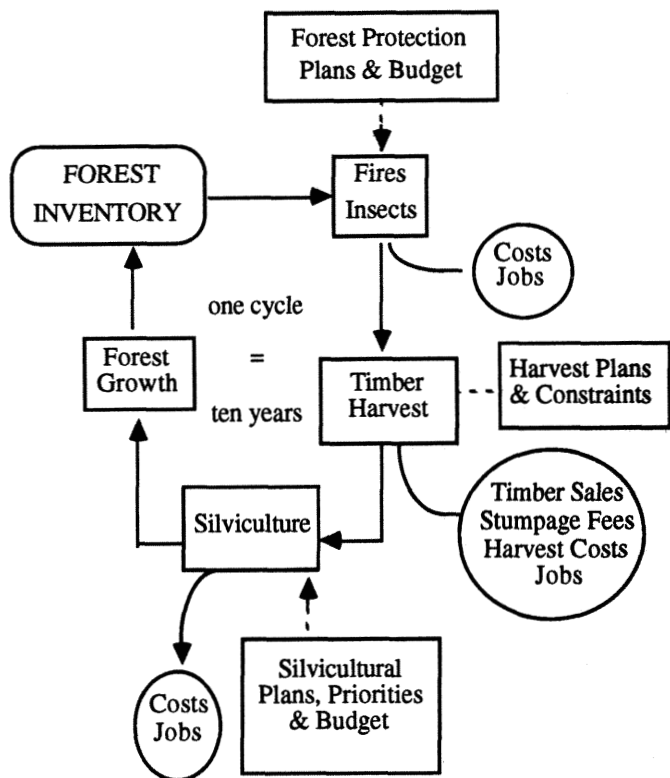 Forest Protection
Plans & Budget
FOREST
INVENTORY
Fires
Insects
Costs
Jobs
one cycle
=
ten years
Forest
Growth
Timber
Harvest
Harvest Plans
& Constraints
Timber Sales
Stumpage Fees
Harvest Costs
Jobs
Silviculture
Costs
Jobs
Silvicultural
Plans, Priorities
& Budget